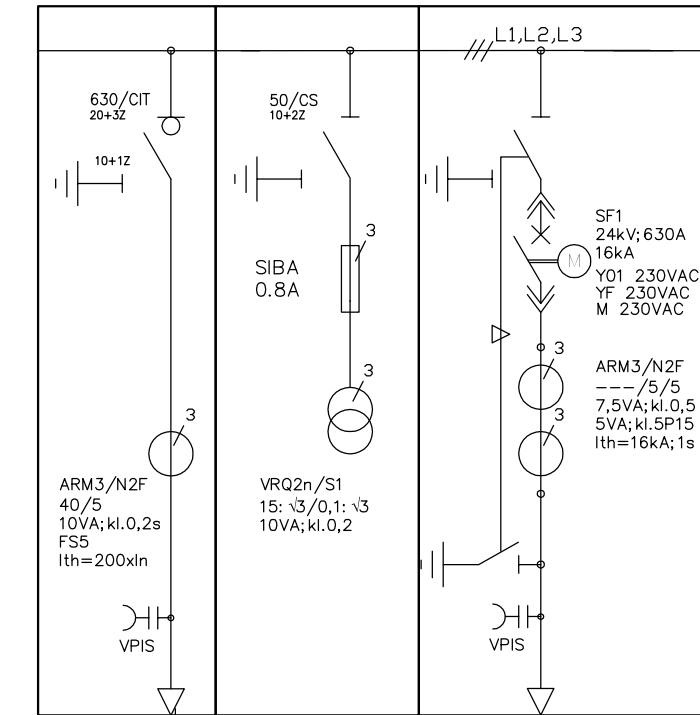 L1,L2,L3
630/CIT
20+3Z
10+1Z
3
ARM3/N2F
40/5
10VA;kl.0,2s
FS5
Ith=200xIn
VPIS
50/CS
10+2Z
3
SIBA
0.8A
3
VRQ2n/S1
15: √3/0,1: √3
10VA;kl.0,2
SF1
24kV;630A
16kA
M
Y01 230VAC
YF 230VAC
M 230VAC
3
ARM3/N2F
---/5/5
7,5VA;kl.0,5
3
5VA;kl.5P15
Ith=16kA;1s
VPIS